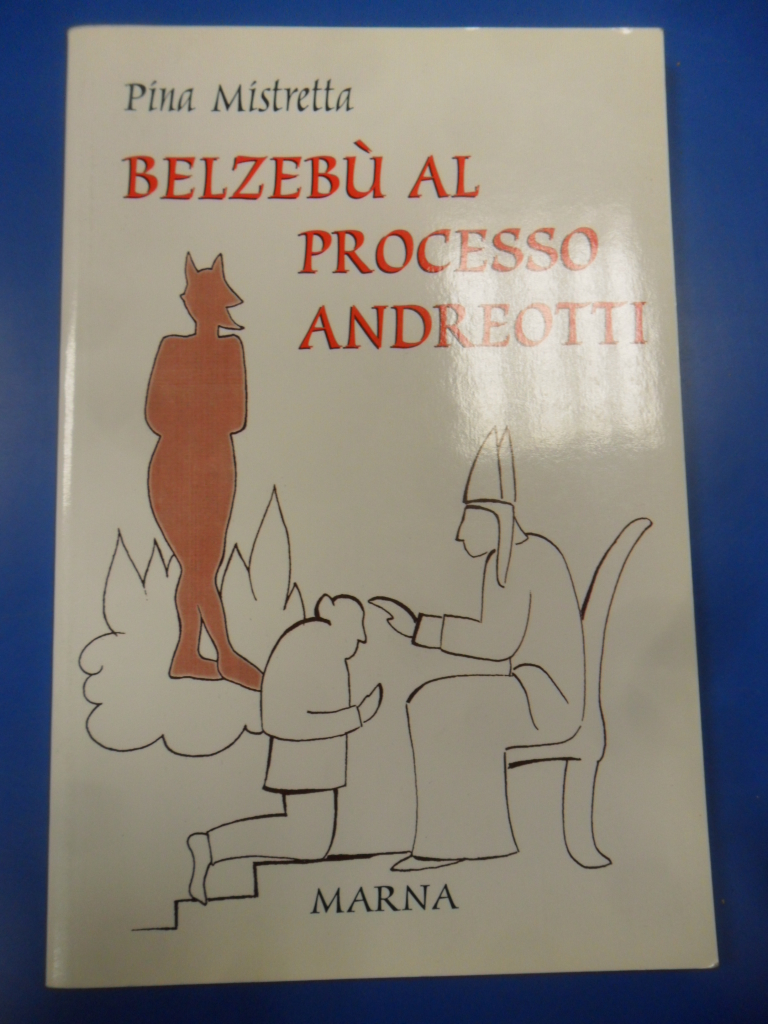 Pina Mistretta
BELZEBÙ AL
PROCESSO
ANDREOTTI
MARNA